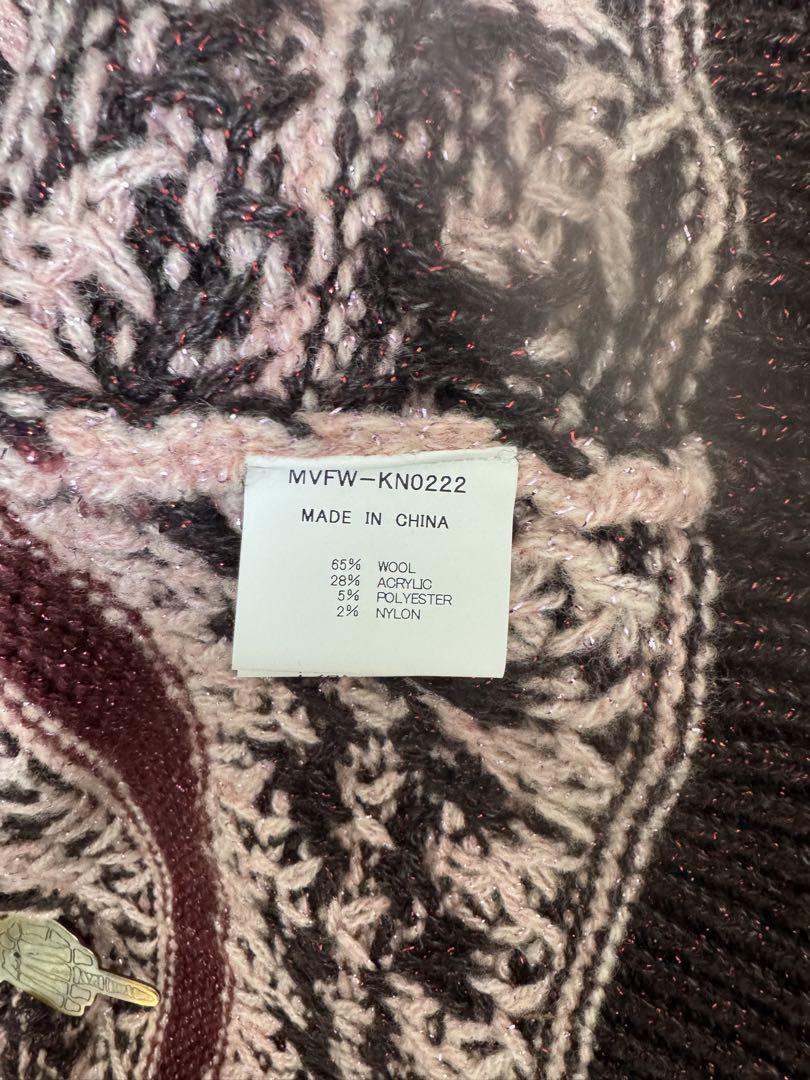 MVFW-KN0222
MADE IN CHINA
65% WOOL
28% ACRYLIC
5% POLYESTER
2% NYLON